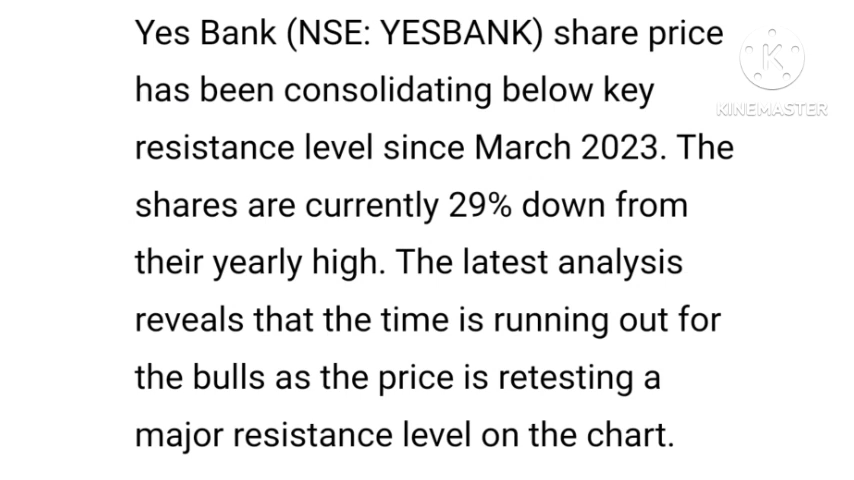 Yes Bank (NSE: YESBANK) share price
has been consolidating below key
resistance level since March 2023. The
shares are currently 29% down from
their yearly high. The latest analysis
reveals that the time is running out for
the bulls as the price is retesting a
major resistance level on the chart.
K
KINEMASTER